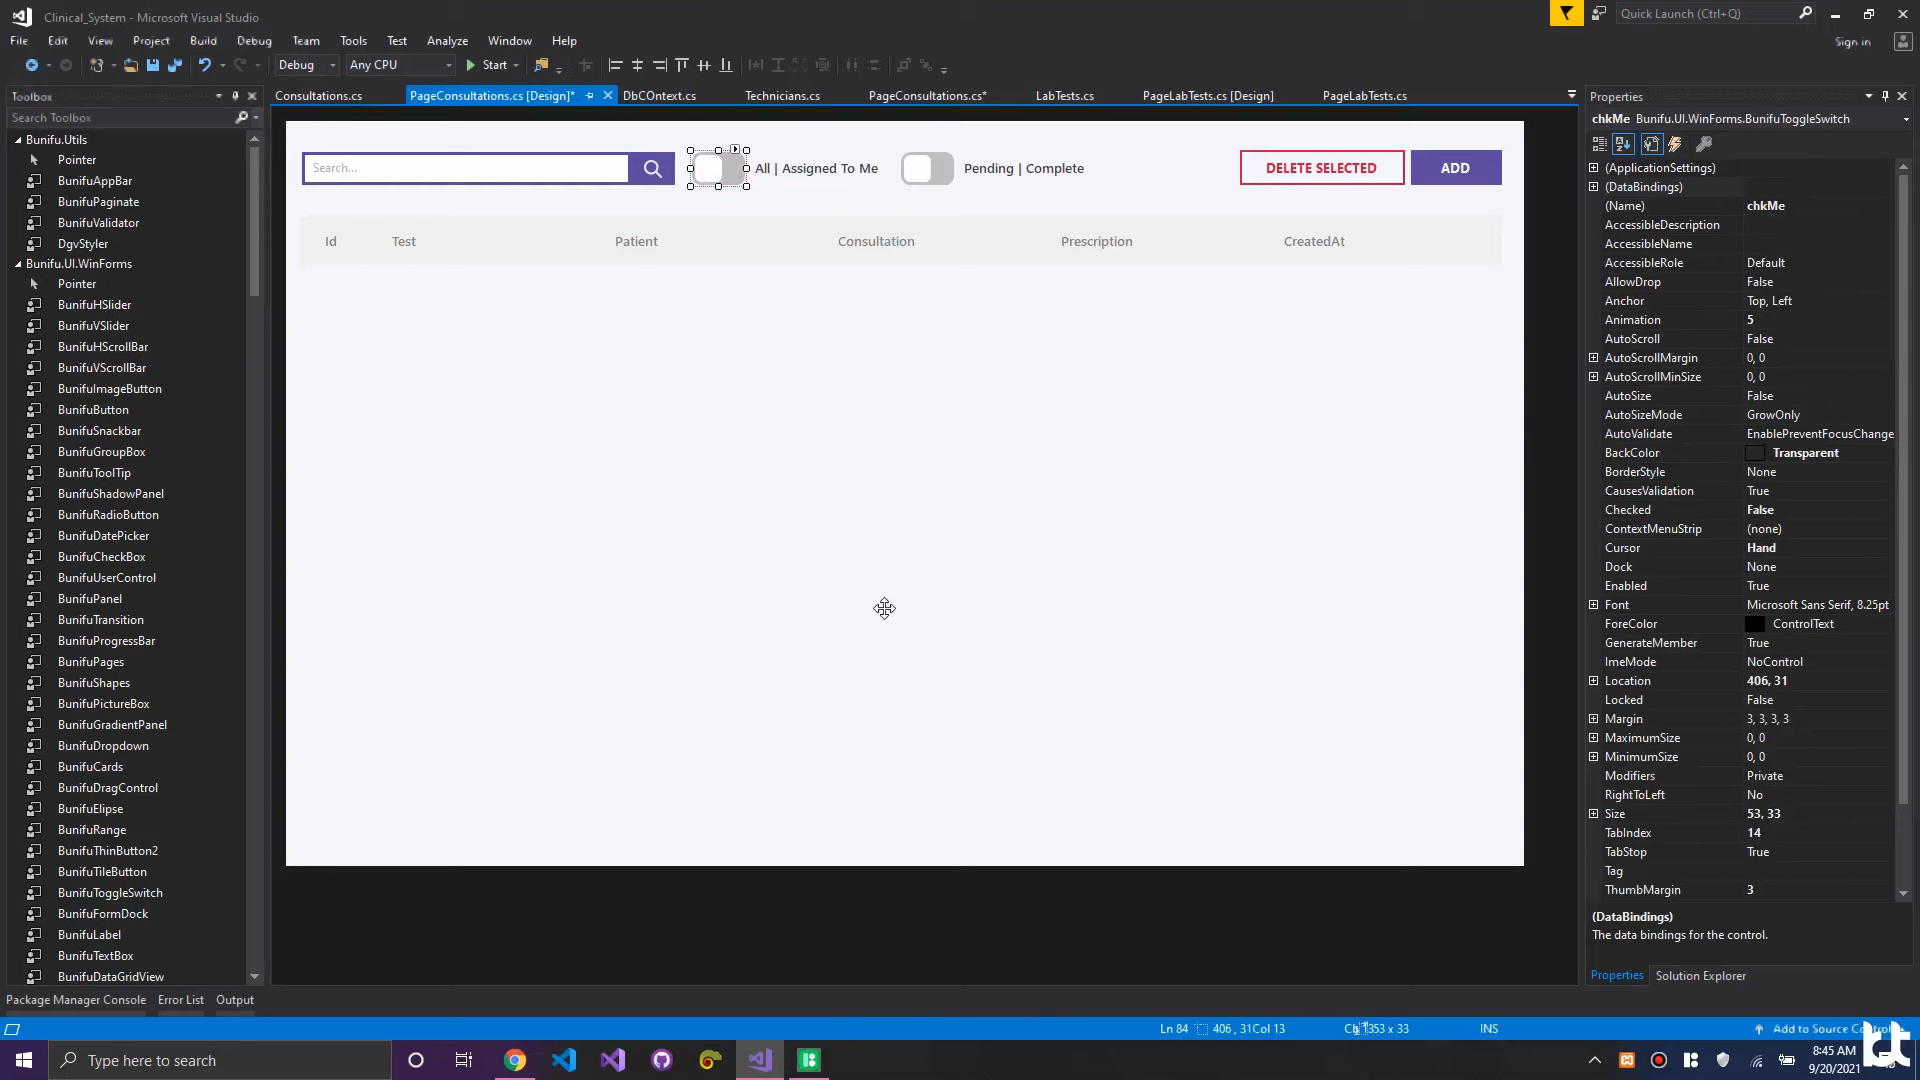 Clinical_System - Microsoft Visual Studio
Quick Launch (Ctrl+Q)
File Edit View Project Build Debug Team Tools Test Analyze Window Help
Sign in
Debug Any CPU Start
Toolbox
Search Toolbox
Bunifu.Utils
Pointer
BunifuAppBar
BunifuPaginate
BunifuValidator
DgvStyler
Bunifu.UI.WinForms
Pointer
BunifuHSlider
BunifuVSlider
BunifuHScrollBar
BunifuVScrollBar
BunifuImageButton
BunifuButton
BunifuSnackbar
BunifuGroupBox
BunifuToolTip
BunifuShadowPanel
BunifuRadioButton
BunifuDatePicker
BunifuCheckBox
BunifuUserControl
BunifuPanel
BunifuTransition
BunifuProgressBar
BunifuPages
BunifuShapes
BunifuPictureBox
BunifuGradientPanel
BunifuDropdown
BunifuCards
BunifuDragControl
BunifuElipse
BunifuRange
BunifuThinButton2
BunifuTileButton
BunifuToggleSwitch
BunifuFormDock
BunifuLabel
BunifuTextBox
BunifuDataGridView
Consultations.cs PageConsultations.cs [Design]* DbCOntext.cs Technicians.cs PageConsultations.cs* LabTests.cs PageLabTests.cs [Design] PageLabTests.cs
Search... All | Assigned To Me Pending | Complete DELETE SELECTED ADD
Id Test Patient Consultation Prescription CreatedAt
Properties
chkMe Bunifu.UI.WinForms.BunifuToggleSwitch
(ApplicationSettings)
(DataBindings)
(Name) chkMe
AccessibleDescription
AccessibleName
AccessibleRole Default
AllowDrop False
Anchor Top, Left
Animation 5
AutoScroll False
AutoScrollMargin 0, 0
AutoScrollMinSize 0, 0
AutoSize False
AutoSizeMode GrowOnly
AutoValidate EnablePreventFocusChange
BackColor Transparent
BorderStyle None
CausesValidation True
Checked False
ContextMenuStrip (none)
Cursor Hand
Dock None
Enabled True
Font Microsoft Sans Serif, 8.25pt
ForeColor ControlText
GenerateMember True
ImeMode NoControl
Location 406, 31
Locked False
Margin 3, 3, 3, 3
MaximumSize 0, 0
MinimumSize 0, 0
Modifiers Private
RightToLeft No
Size 53, 33
TabIndex 14
TabStop True
Tag
ThumbMargin 3
(DataBindings)
The data bindings for the control.
Properties Solution Explorer
Package Manager Console Error List Output
Ln 84 406 , 31 Col 13 53 x 33 INS Add to Source
Type here to search
8:45 AM
9/20/2021